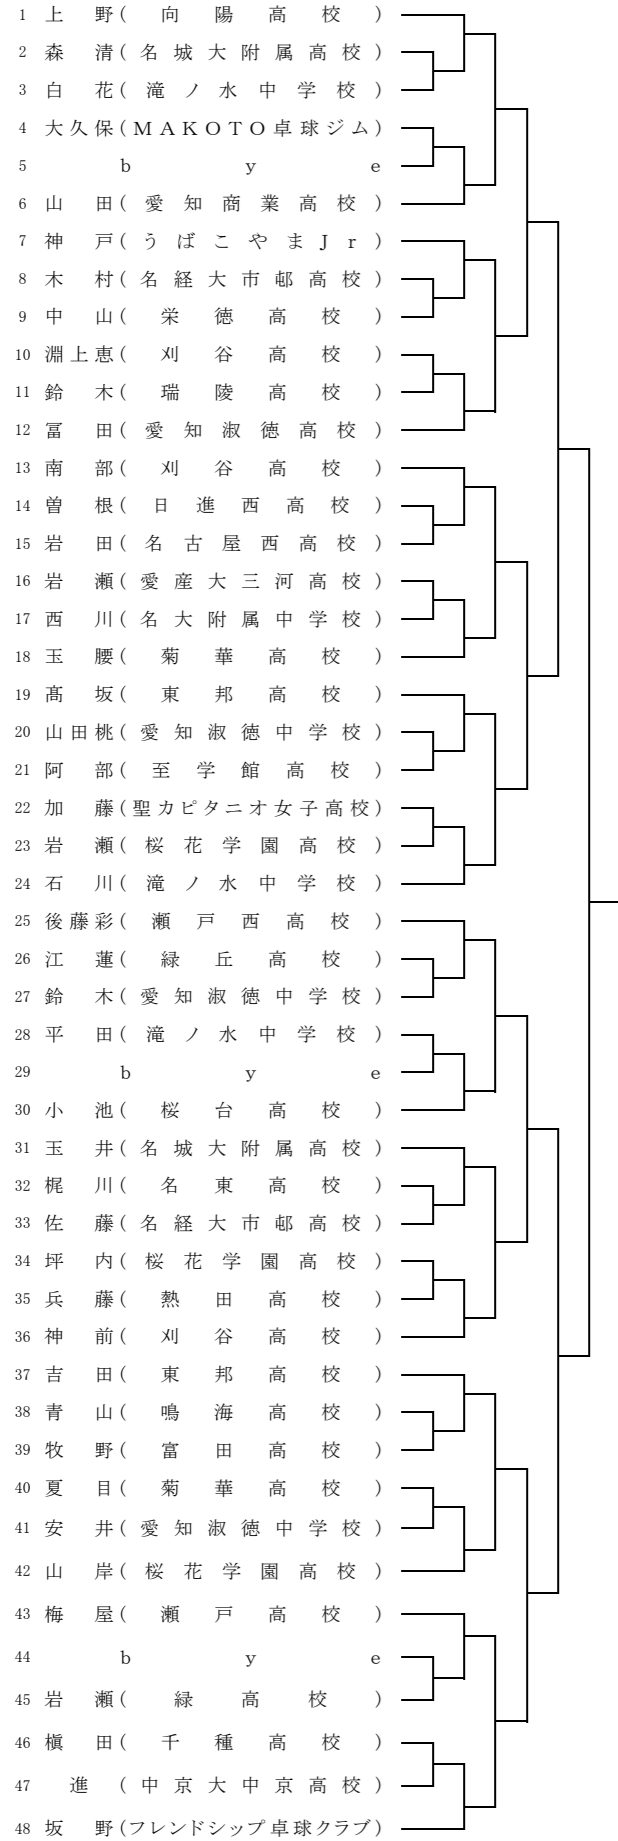 1 上野(向陽高校)
2 森清(名城大附属高校)
3 白花(滝ノ水中学校)
4 大久保(MAKOTO卓球ジム)
5 bye
6 山田(愛知商業高校)
7 神戸(うばこやまJr)
8 木村(名経大市邨高校)
9 中山(栄徳高校)
10 淵上恵(刈谷高校)
11 鈴木(瑞陵高校)
12 冨田(愛知淑徳高校)
13 南部(刈谷高校)
14 曽根(日進西高校)
15 岩田(名古屋西高校)
16 岩瀬(愛産大三河高校)
17 西川(名大附属中学校)
18 玉腰(菊華高校)
19 髙坂(東邦高校)
20 山田桃(愛知淑徳中学校)
21 阿部(至学館高校)
22 加藤(聖カピタニオ女子高校)
23 岩瀬(桜花学園高校)
24 石川(滝ノ水中学校)
25 後藤彩(瀬戸西高校)
26 江蓮(緑丘高校)
27 鈴木(愛知淑徳中学校)
28 平田(滝ノ水中学校)
29 bye
30 小池(桜台高校)
31 玉井(名城大附属高校)
32 梶川(名東高校)
33 佐藤(名経大市邨高校)
34 坪内(桜花学園高校)
35 兵藤(熱田高校)
36 神前(刈谷高校)
37 吉田(東邦高校)
38 青山(鳴海高校)
39 牧野(富田高校)
40 夏目(菊華高校)
41 安井(愛知淑徳中学校)
42 山岸(桜花学園高校)
43 梅屋(瀬戸高校)
44 bye
45 岩瀬(緑高校)
46 槇田(千種高校)
47 進(中京大中京高校)
48 坂野(フレンドシップ卓球クラブ)